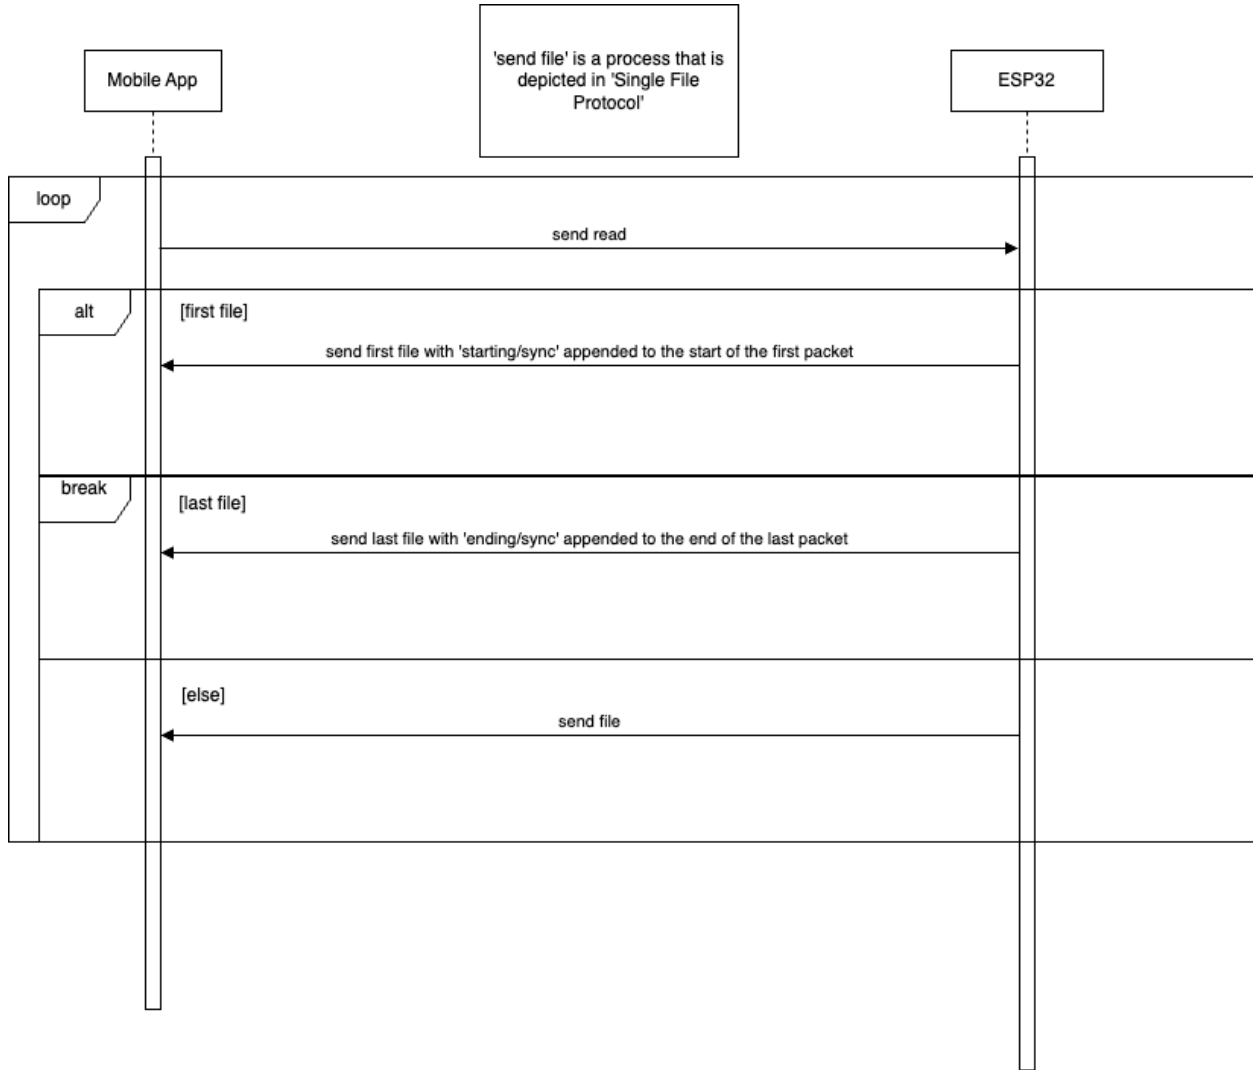 'send file' is a process that is
depicted in 'Single File
Protocol'
Mobile App
ESP32
loop
send read
alt
[first file]
send first file with 'starting/sync' appended to the start of the first packet
break
[last file]
send last file with 'ending/sync' appended to the end of the last packet
[else]
send file